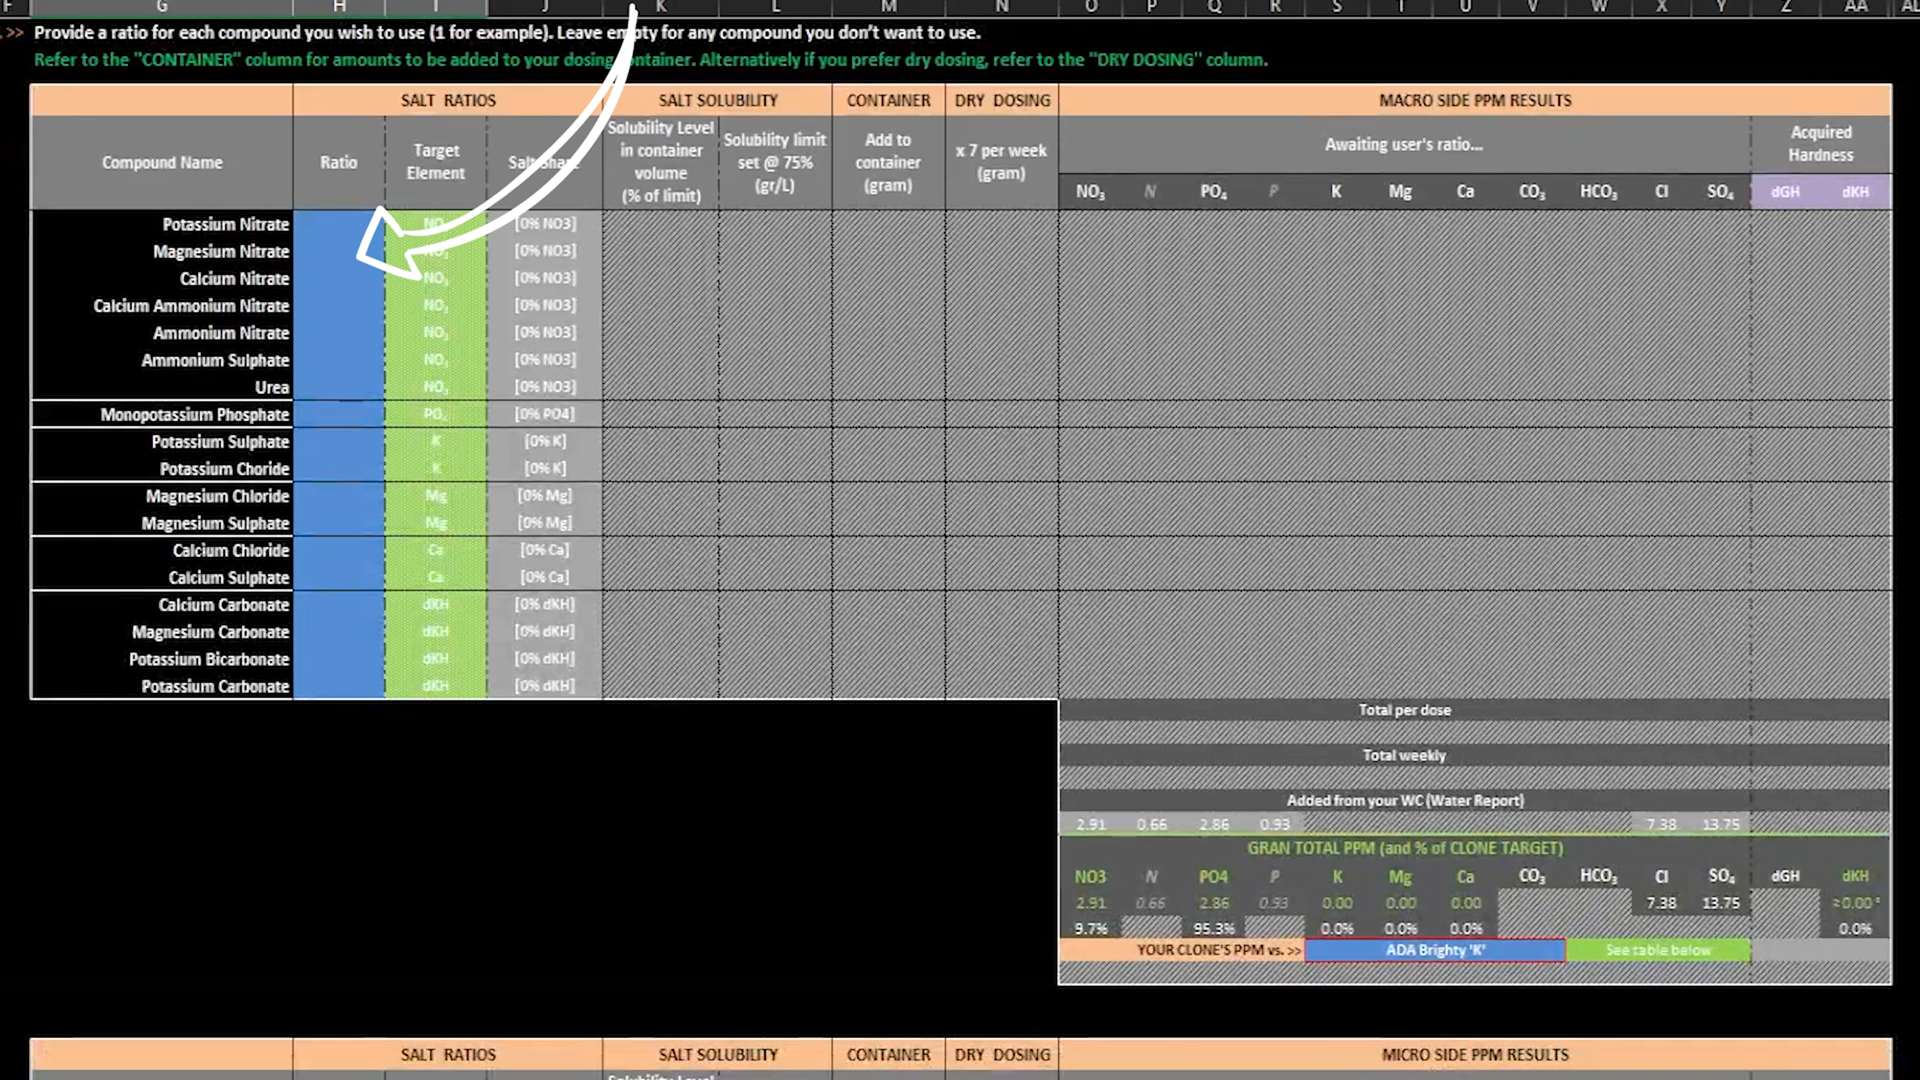 F G H I J K L M N O P Q R S T U V W X Y Z AA
>> Provide a ratio for each compound you wish to use (1 for example). Leave empty for any compound you don't want to use.
Refer to the "CONTAINER" column for amounts to be added to your dosing container. Alternatively if you prefer dry dosing, refer to the "DRY DOSING" column.
SALT RATIOS SALT SOLUBILITY CONTAINER DRY DOSING MACRO SIDE PPM RESULTS
Compound Name Ratio Target Element Salt Share Solubility Level in container volume (% of limit) Solubility limit set @ 75% (gr/L) Add to container (gram) x 7 per week (gram) Awaiting user's ratio... Acquired Hardness
NO₃ N PO₄ P K Mg Ca CO₃ HCO₃ Cl SO₄ dGH dKH
Potassium Nitrate NO₃ [0% NO3]
Magnesium Nitrate NO₃ [0% NO3]
Calcium Nitrate NO₃ [0% NO3]
Calcium Ammonium Nitrate NO₃ [0% NO3]
Ammonium Nitrate NO₃ [0% NO3]
Ammonium Sulphate NO₃ [0% NO3]
Urea NO₃ [0% NO3]
Monopotassium Phosphate PO₄ [0% PO4]
Potassium Sulphate K [0% K]
Potassium Choride K [0% K]
Magnesium Chloride Mg [0% Mg]
Magnesium Sulphate Mg [0% Mg]
Calcium Chloride Ca [0% Ca]
Calcium Sulphate Ca [0% Ca]
Calcium Carbonate dKH [0% dKH]
Magnesium Carbonate dKH [0% dKH]
Potassium Bicarbonate dKH [0% dKH]
Potassium Carbonate dKH [0% dKH]
Total per dose
Total weekly
Added from your WC (Water Report)
2.91 0.66 2.86 0.93 7.38 13.75
GRAN TOTAL PPM (and % of CLONE TARGET)
NO3 N PO4 P K Mg Ca CO₃ HCO₃ Cl SO₄ dGH dKH
2.91 0.66 2.86 0.93 0.00 0.00 0.00 7.38 13.75 ≈0.00°
9.7% 95.3% 0.0% 0.0% 0.0% 0.0%
YOUR CLONE'S PPM vs. >> ADA Brighty 'K' See table below
SALT RATIOS SALT SOLUBILITY CONTAINER DRY DOSING MICRO SIDE PPM RESULTS
Solubility Level